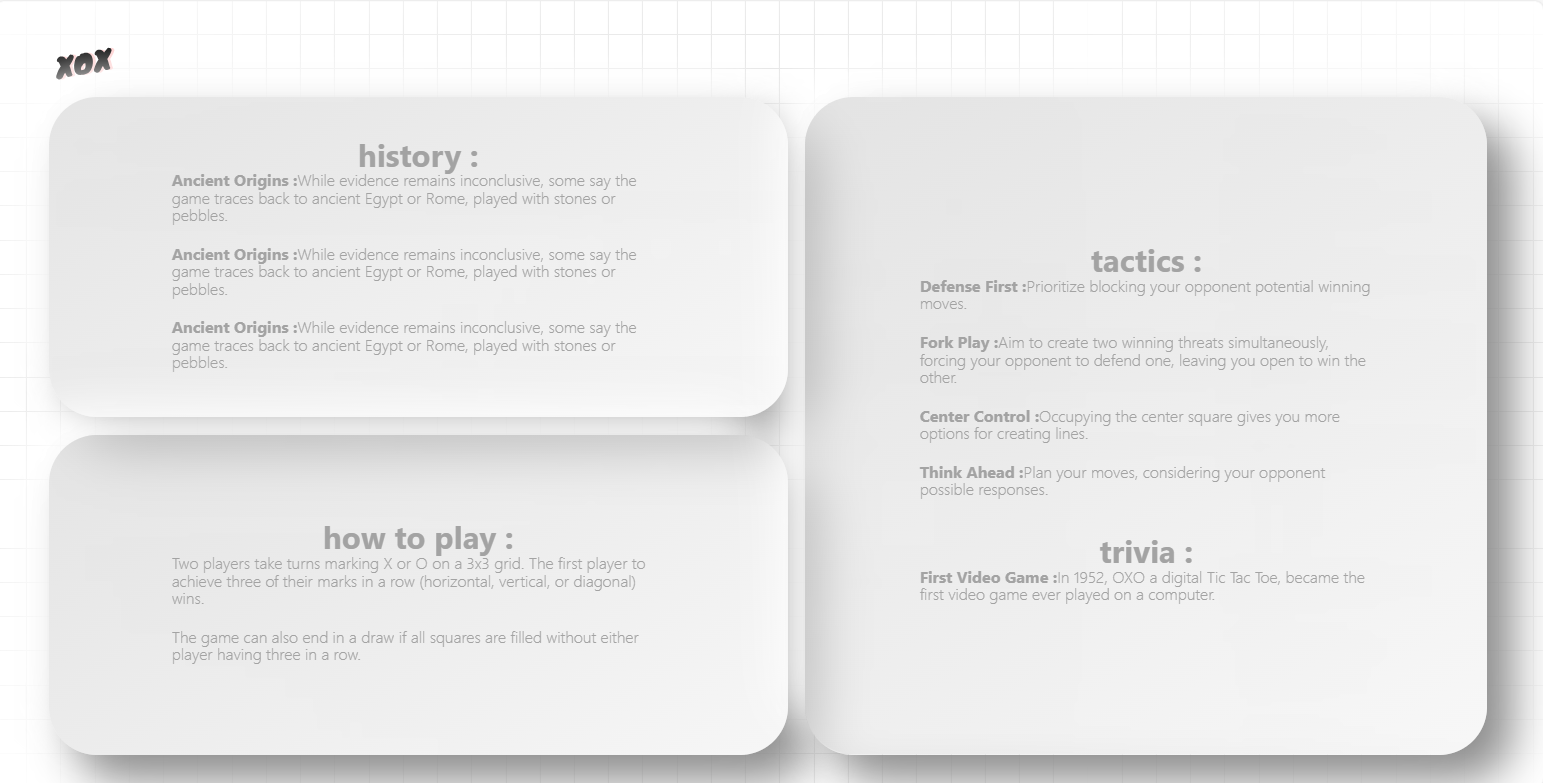 XOX
history :
Ancient Origins :While evidence remains inconclusive, some say the
game traces back to ancient Egypt or Rome, played with stones or
pebbles.
Ancient Origins :While evidence remains inconclusive, some say the
game traces back to ancient Egypt or Rome, played with stones or
pebbles.
Ancient Origins :While evidence remains inconclusive, some say the
game traces back to ancient Egypt or Rome, played with stones or
pebbles.
how to play :
Two players take turns marking X or O on a 3x3 grid. The first player to
achieve three of their marks in a row (horizontal, vertical, or diagonal)
wins.
The game can also end in a draw if all squares are filled without either
player having three in a row.
tactics :
Defense First :Prioritize blocking your opponent potential winning
moves.
Fork Play :Aim to create two winning threats simultaneously,
forcing your opponent to defend one, leaving you open to win the
other.
Center Control :Occupying the center square gives you more
options for creating lines.
Think Ahead :Plan your moves, considering your opponent
possible responses.
trivia :
First Video Game :In 1952, OXO a digital Tic Tac Toe, became the
first video game ever played on a computer.